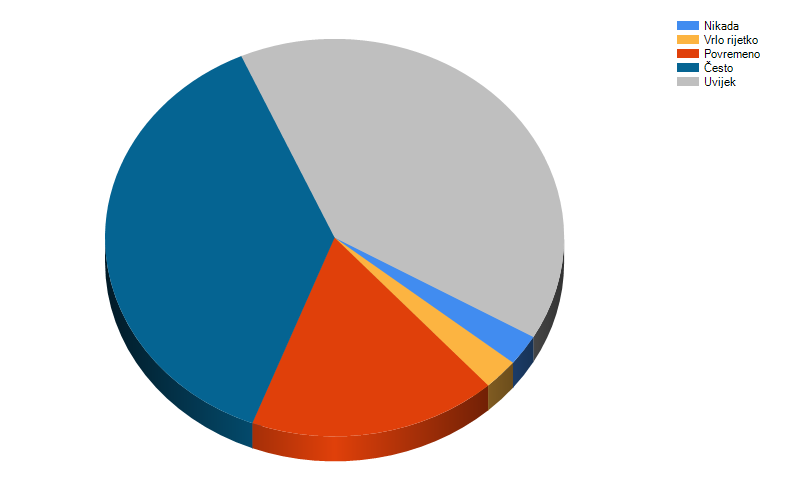 Nikada
Vrlo rijetko
Povremeno
Često
Uvijek